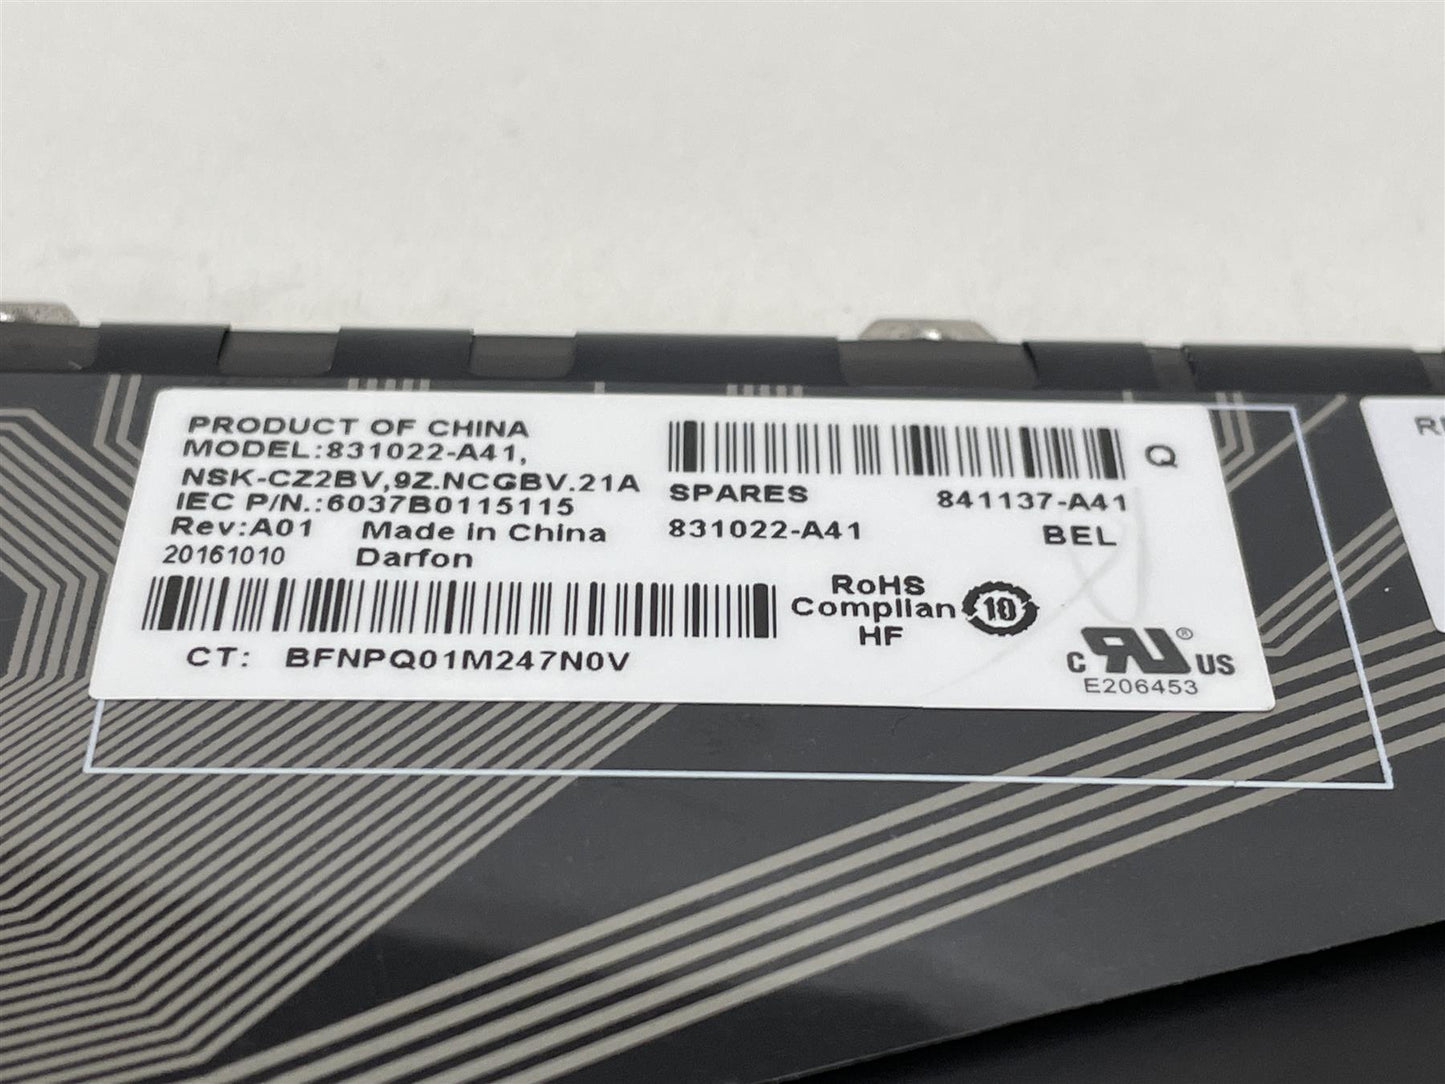 PRODUCT OF CHINA
MODEL:831022-A41,
NSK-CZ2BV,9Z.NCGBV.21A
IEC P/N.:6037B0115115
Rev:A01 Made in China
20161010 Darfon
CT: BFNPQ01M247N0V
Q
SPARES 841137-A41
831022-A41 BEL
RoHS
Complian
HF
10
c RU ® US
E206453